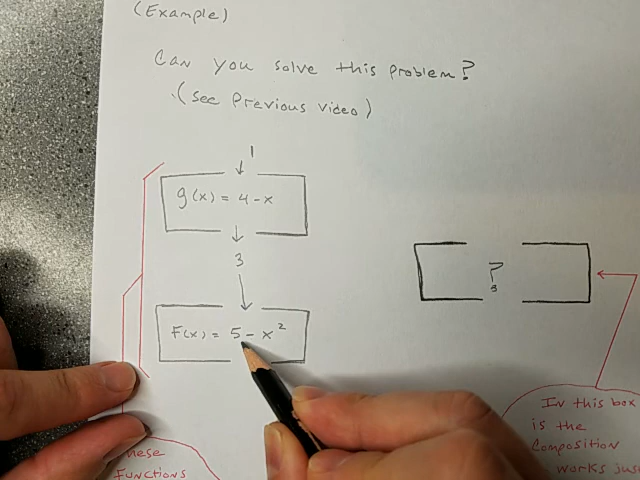 (Example)
Can you solve this problem?
(See Previous video)
1
g(x) = 4-x
3
F(x) = 5-x²
?
In this box
is the
Composition
works
Functions